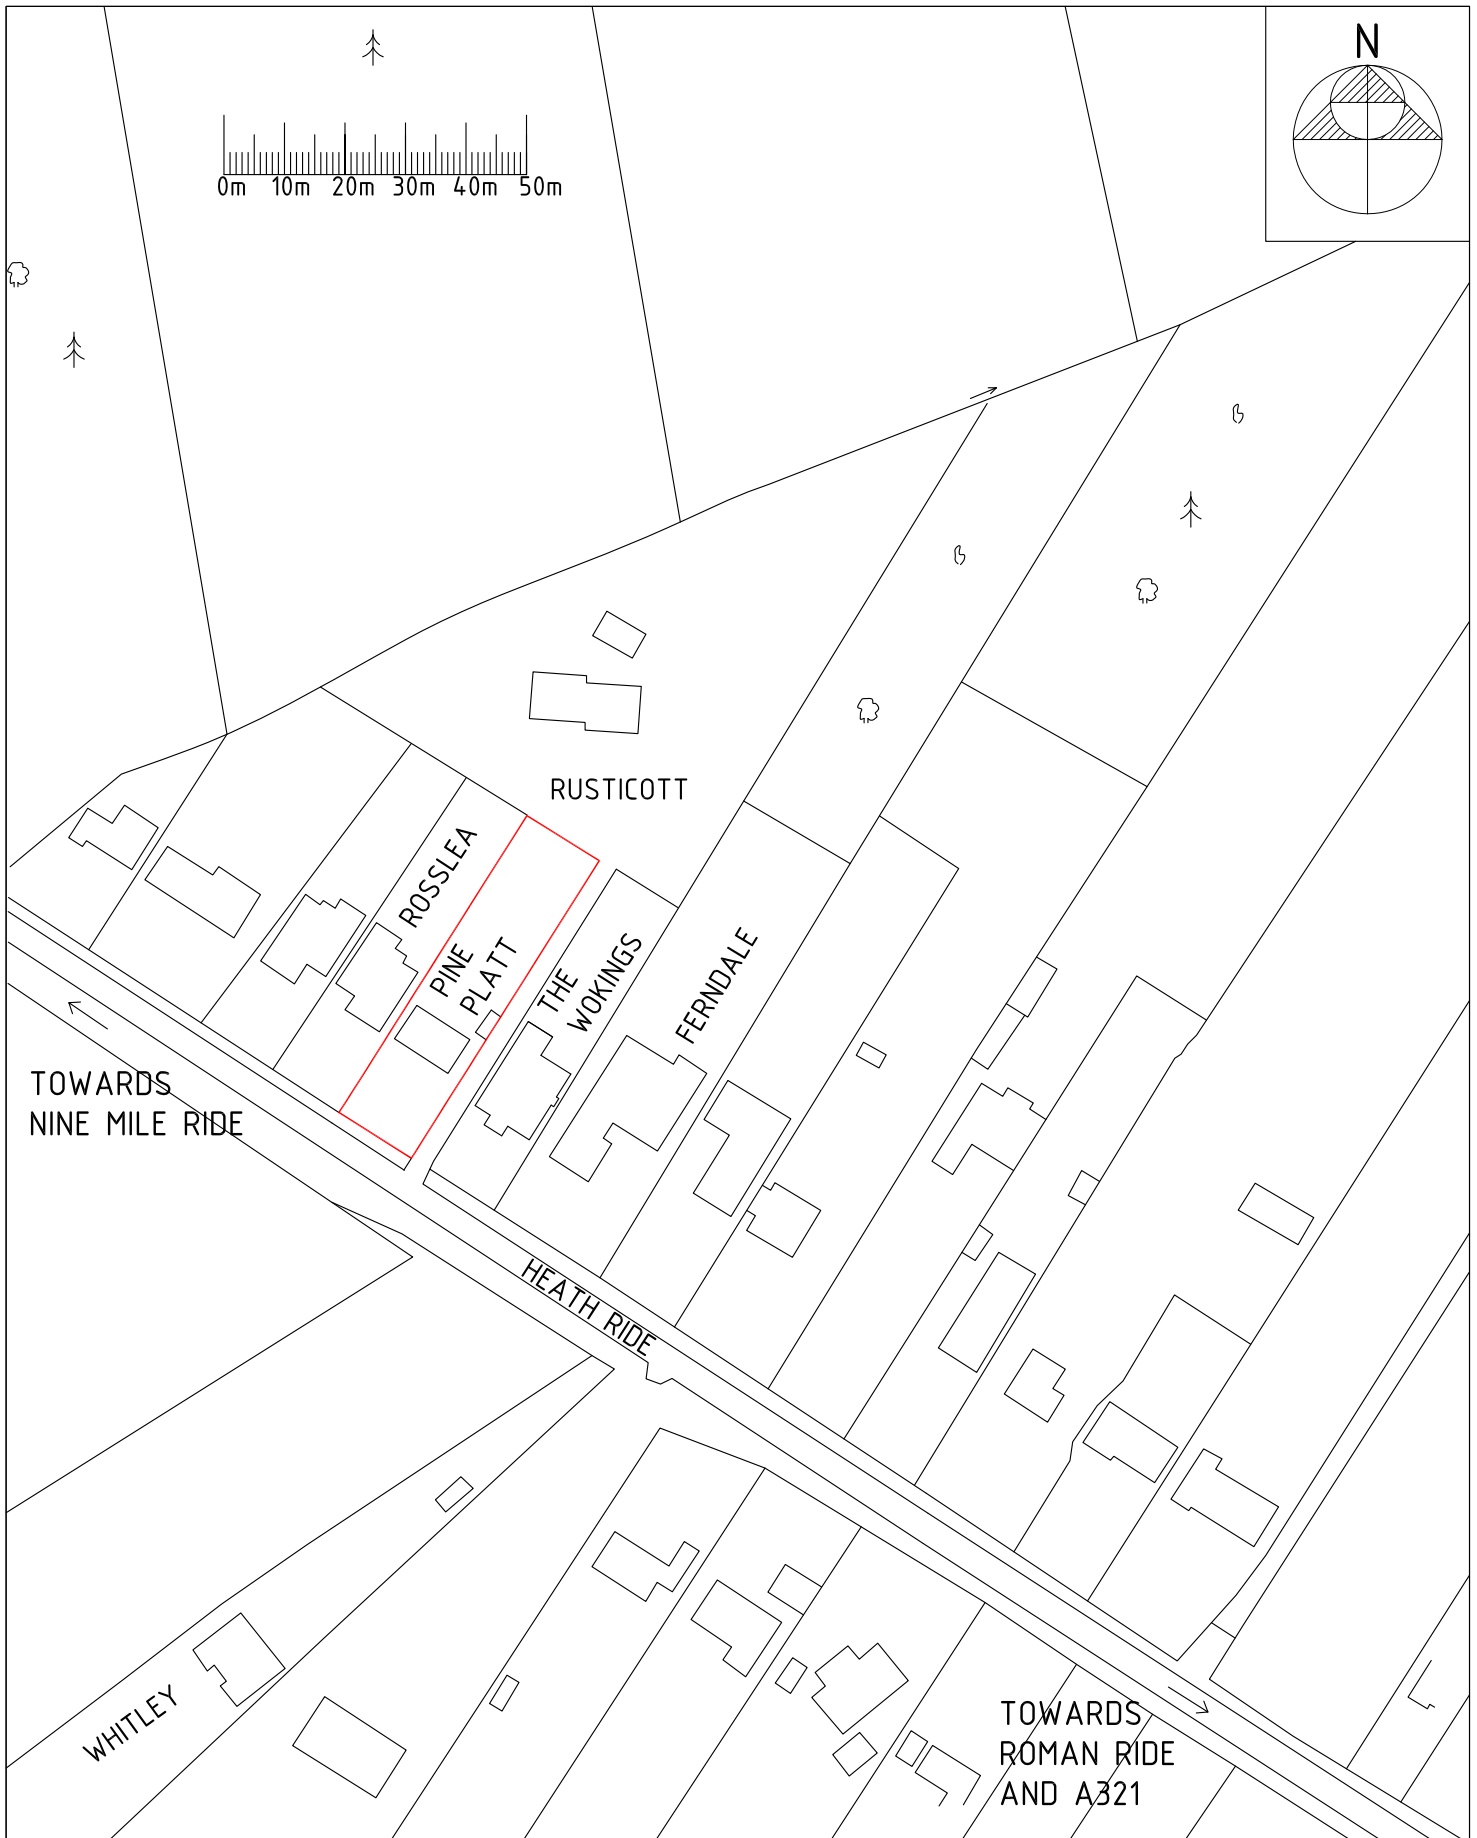 N
0m 10m 20m 30m 40m 50m
RUSTICOTT
ROSSLEA
PINE
PLATT
THE
WOKINGS
FERNDALE
TOWARDS
NINE MILE RIDE
HEATH RIDE
WHITLEY
TOWARDS
ROMAN RIDE
AND A321